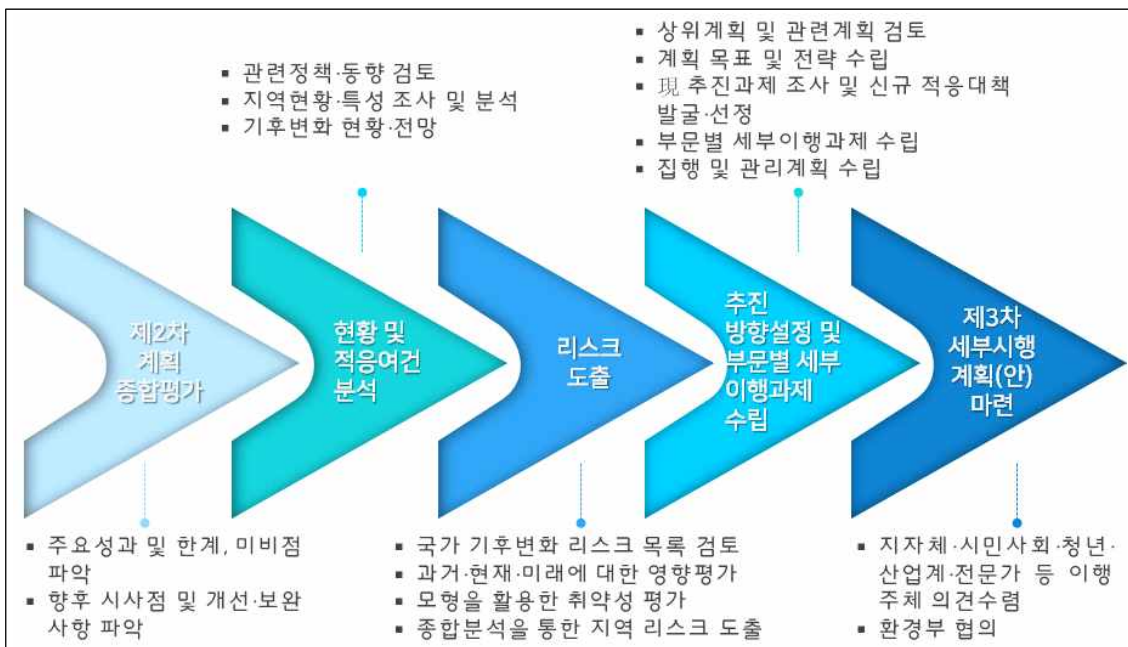 ▪ 관련정책·동향 검토
▪ 지역현황·특성 조사 및 분석
▪ 기후변화 현황·전망
▪ 상위계획 및 관련계획 검토
▪ 계획 목표 및 전략 수립
▪ 現 추진과제 조사 및 신규 적응대책
발굴·선정
▪ 부문별 세부이행과제 수립
▪ 집행 및 관리계획 수립
제2차
계획
종합평가
현황 및
적응여건
분석
리스크
도출
추진
방향설정 및
부문별 세부
이행과제
수립
제3차
세부시행
계획(안)
마련
▪ 주요성과 및 한계, 미비점
파악
▪ 향후 시사점 및 개선·보완
사항 파악
▪ 국가 기후변화 리스크 목록 검토
▪ 과거·현재·미래에 대한 영향평가
▪ 모형을 활용한 취약성 평가
▪ 종합분석을 통한 지역 리스크 도출
▪ 지자체·시민사회·청년·
산업계·전문가 등 이행
주체 의견수렴
▪ 환경부 협의